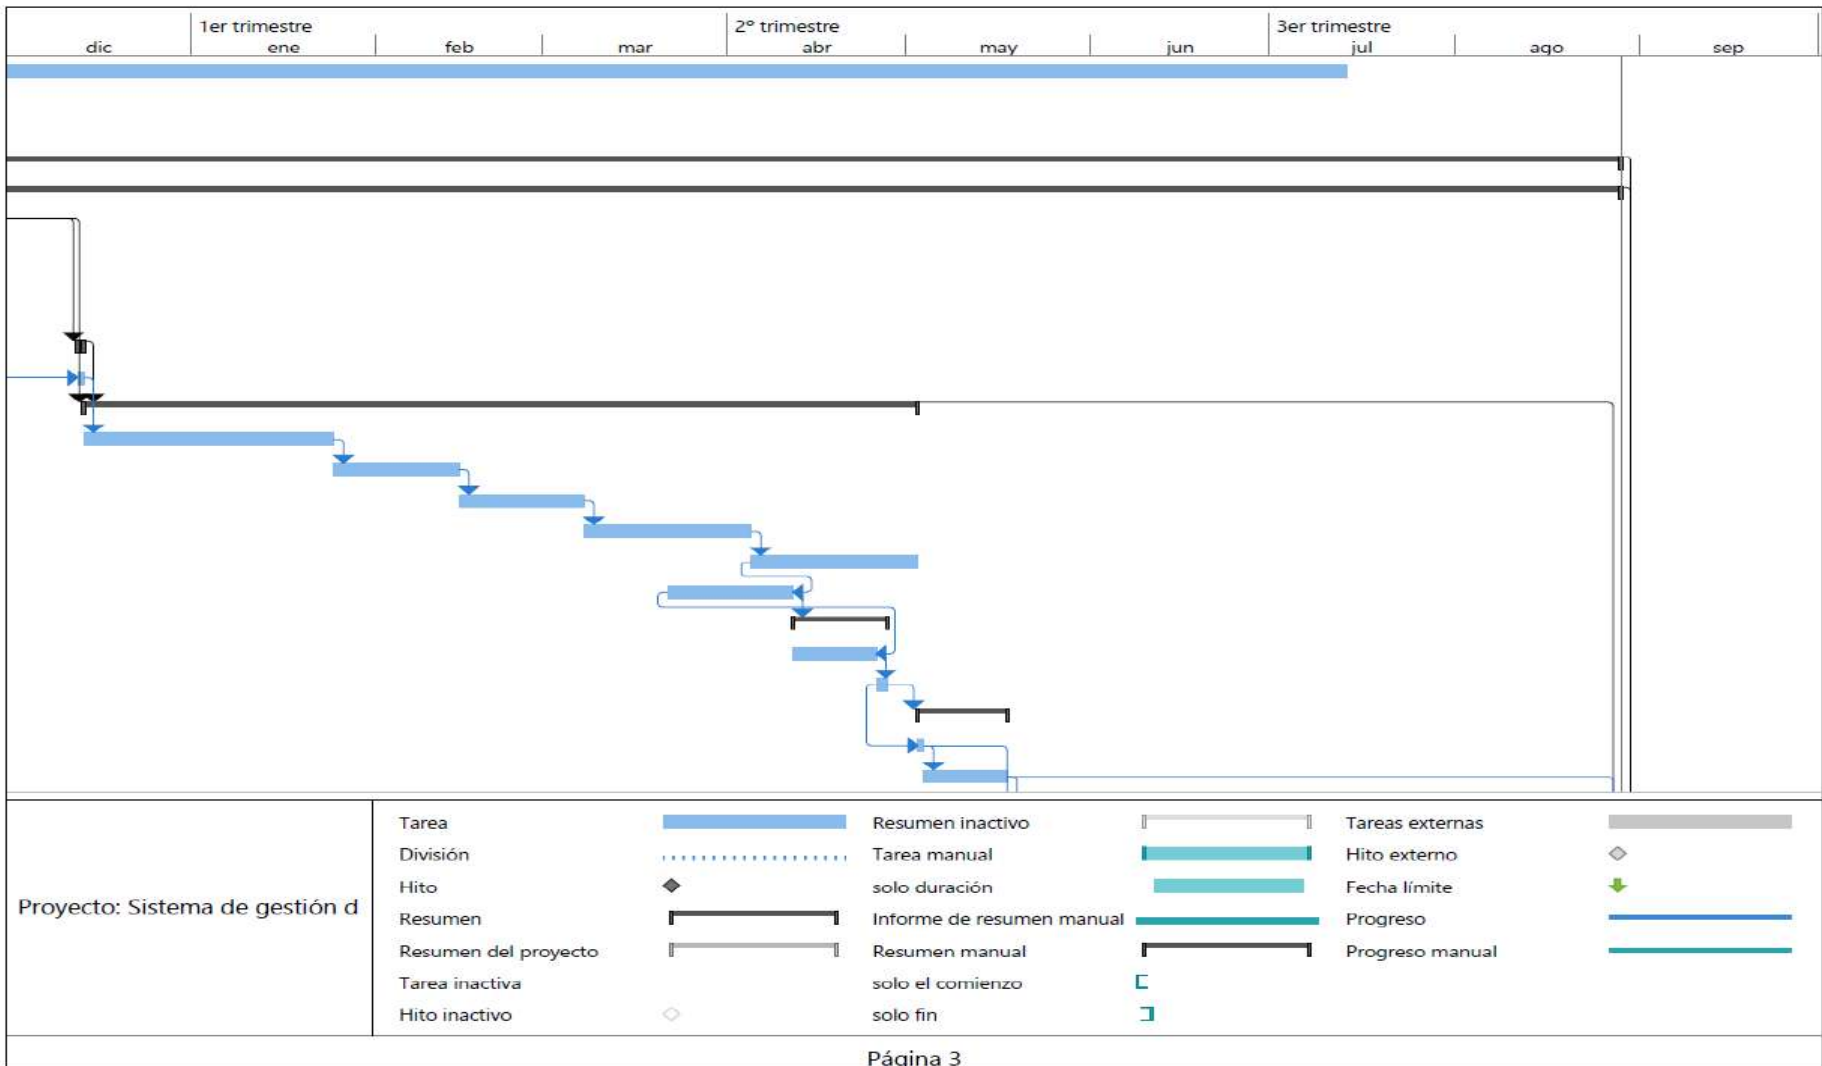 1er trimestre 2º trimestre 3er trimestre
dic ene feb mar abr may jun jul ago sep
Tarea Resumen inactivo Tareas externas
División Tarea manual Hito externo
Hito solo duración Fecha límite
Proyecto: Sistema de gestión d
Resumen Informe de resumen manual Progreso
Resumen del proyecto Resumen manual Progreso manual
Tarea inactiva solo el comienzo
Hito inactivo solo fin
Página 3